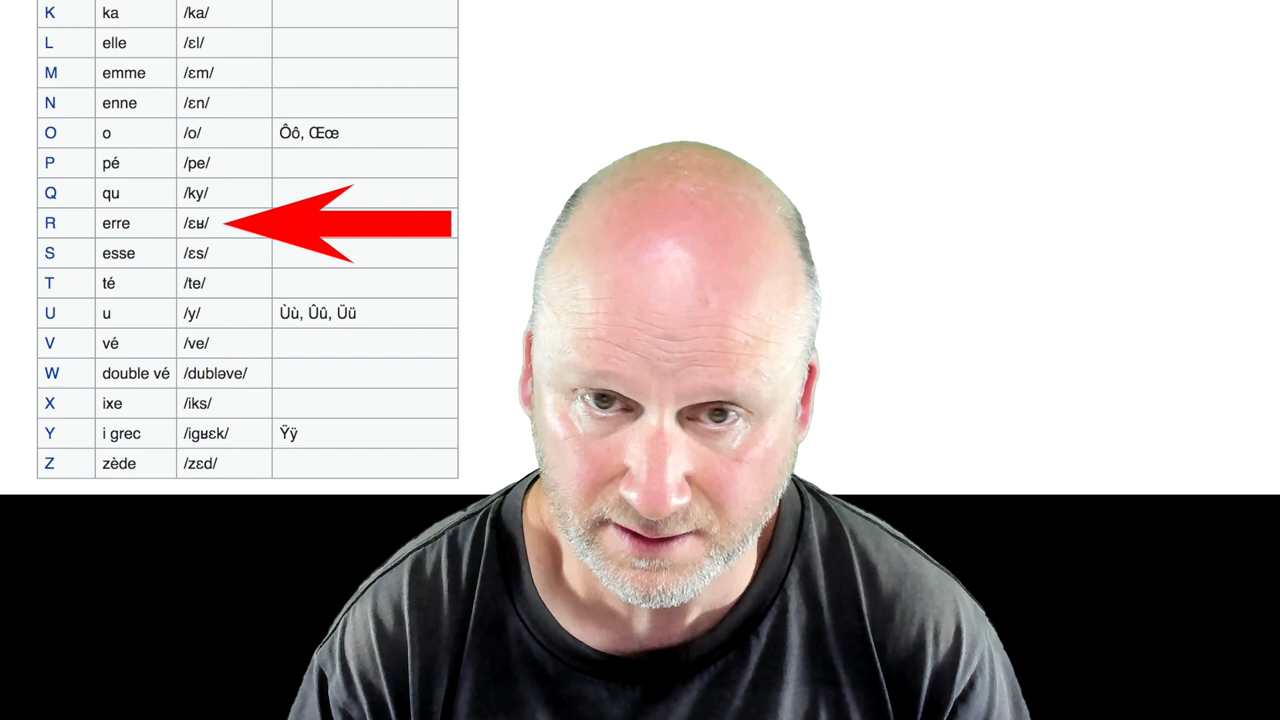 K ka /ka/
L elle /ɛl/
M emme /ɛm/
N enne /ɛn/
O o /o/ Ôô, Œœ
P pé /pe/
Q qu /ky/
R erre /ɛʁ/
S esse /ɛs/
T té /te/
U u /y/ Ùù, Ûû, Üü
V vé /ve/
W double vé /dubləve/
X ixe /iks/
Y i grec /igʁɛk/ Ÿÿ
Z zède /zɛd/